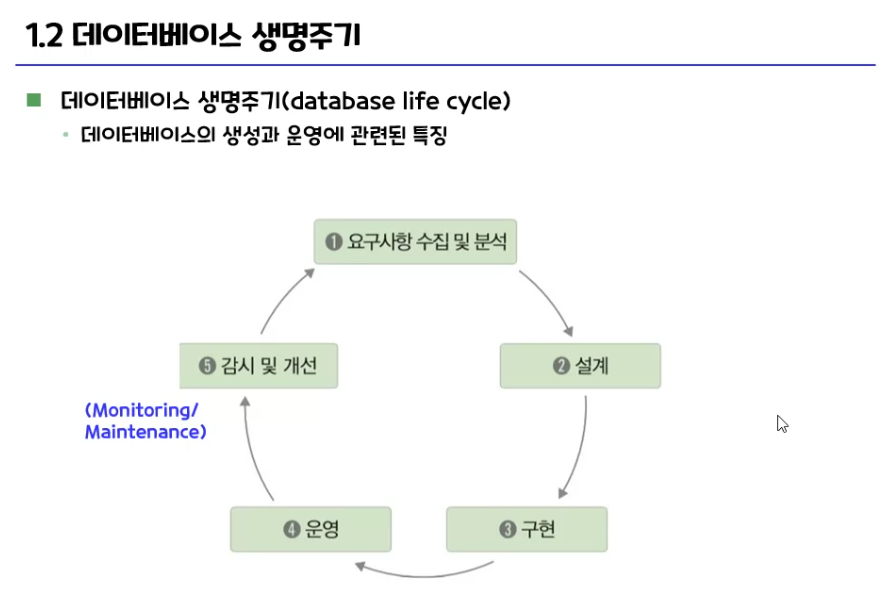 1.2 데이터베이스 생명주기
■ 데이터베이스 생명주기(database life cycle)
• 데이터베이스의 생성과 운영에 관련된 특징
❶ 요구사항 수집 및 분석
❺ 감시 및 개선
❷ 설계
(Monitoring/
Maintenance)
❹ 운영
❸ 구현